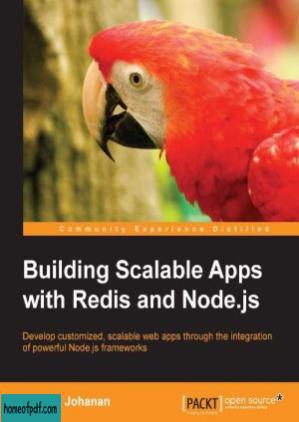 Community Experience Distilled
Building Scalable Apps
with Redis and Node.js
Develop customized, scalable web apps through the integration
of powerful Node.js frameworks
Johanan
homeofpdf.com
PACKT
PUBLISHING
open source*